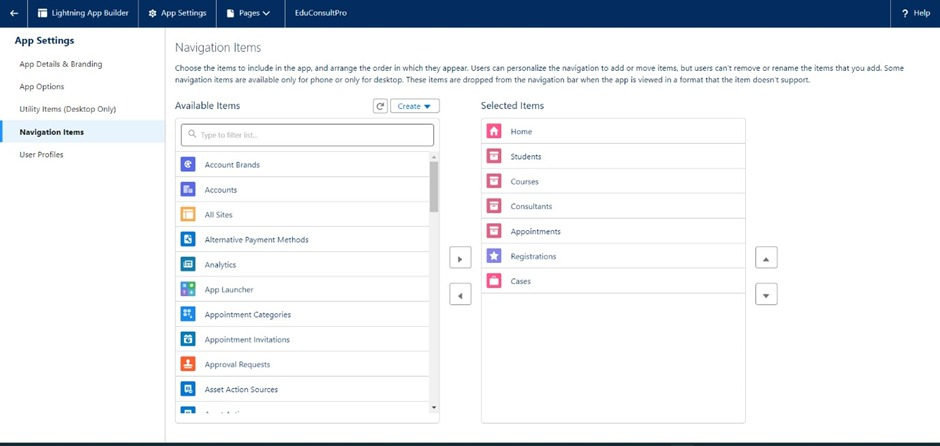 Lightning App Builder App Settings Pages EduConsultPro ? Help
App Settings
App Details & Branding
App Options
Utility Items (Desktop Only)
Navigation Items
User Profiles
Navigation Items
Choose the items to include in the app, and arrange the order in which they appear. Users can personalize the navigation to add or move items, but users can't remove or rename the items that you add. Some
navigation items are available only for phone or only for desktop. These items are dropped from the navigation bar when the app is viewed in a format that the item doesn't support.
Available Items
Create
Type to filter list...
Account Brands
Accounts
All Sites
Alternative Payment Methods
Analytics
App Launcher
Appointment Categories
Appointment Invitations
Approval Requests
Asset Action Sources
Selected Items
Home
Students
Courses
Consultants
Appointments
Registrations
Cases